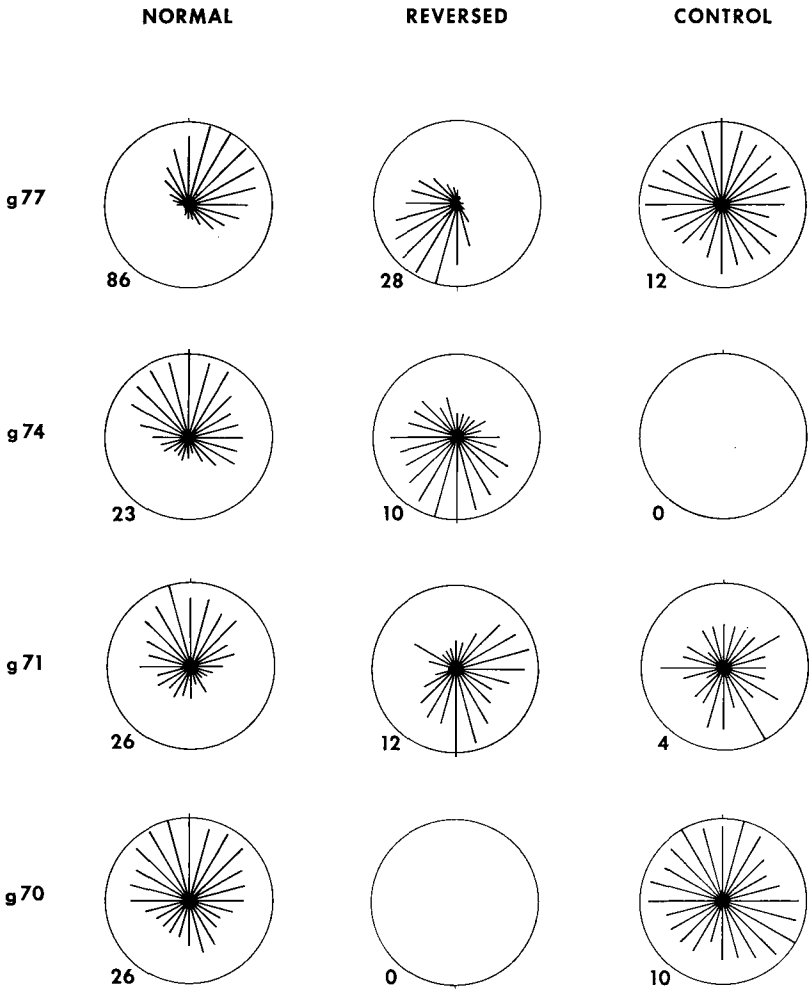 NORMAL REVERSED CONTROL
g77
86 28 12
g74
23 10 0
g71
26 12 4
g70
26 0 10